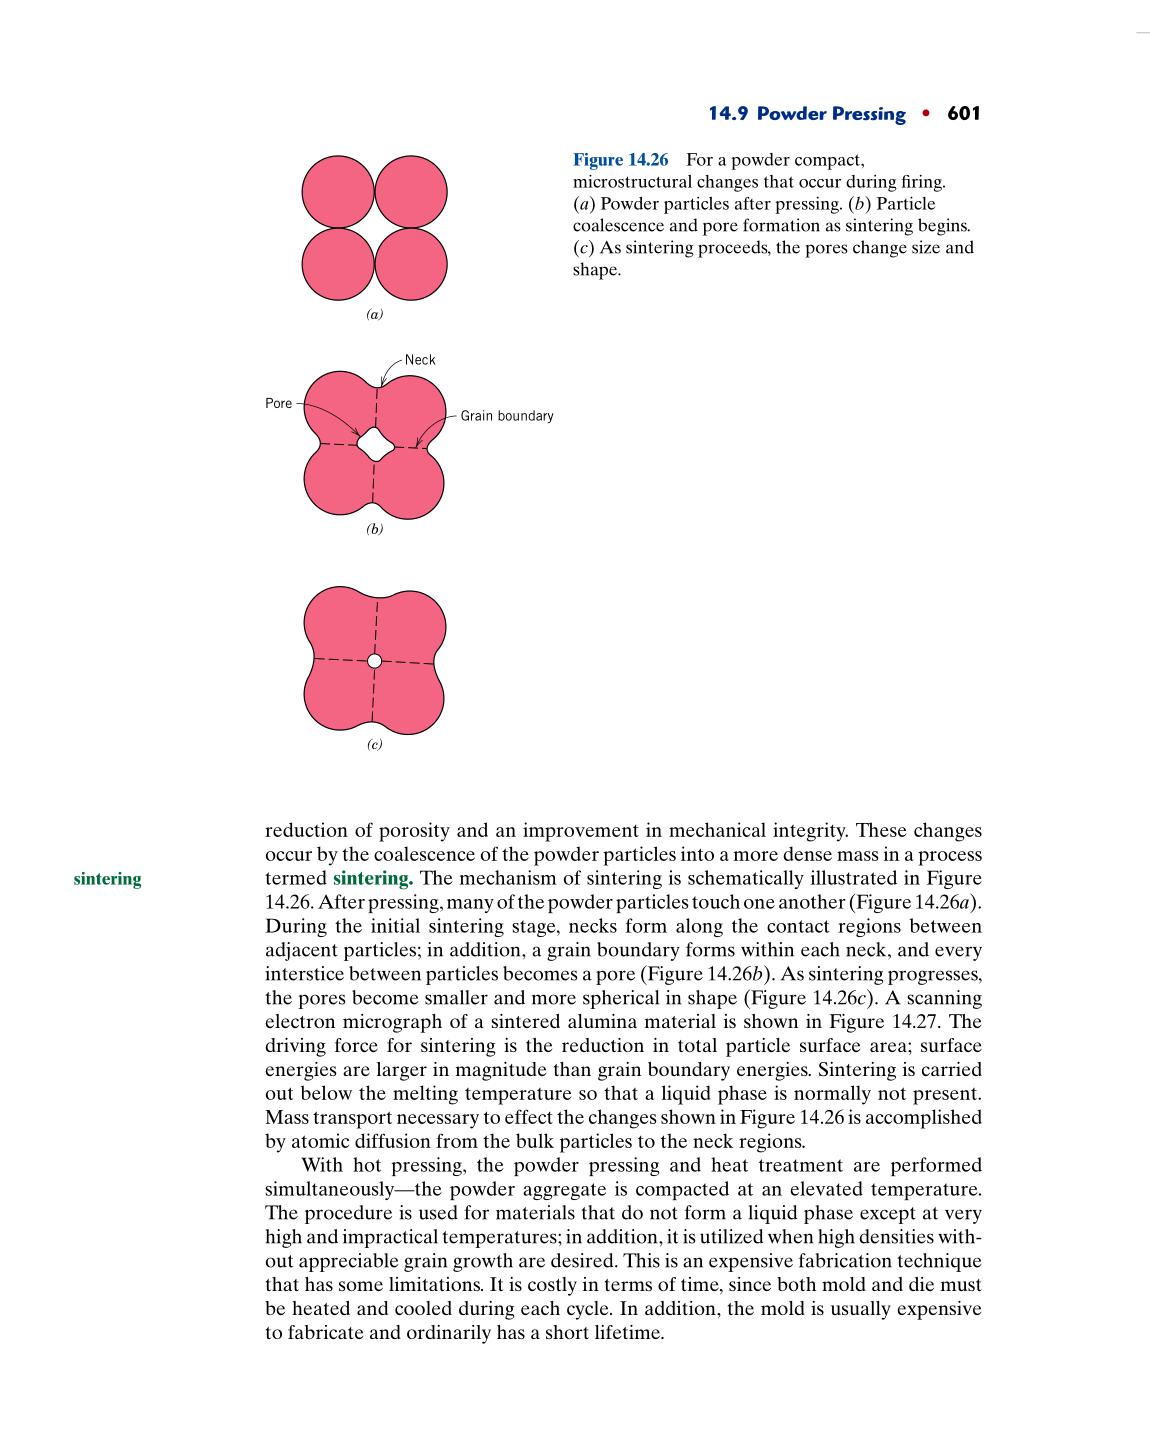 14.9 Powder Pressing • 601
Figure 14.26 For a powder compact,
microstructural changes that occur during firing.
(a) Powder particles after pressing. (b) Particle
coalescence and pore formation as sintering begins.
(c) As sintering proceeds, the pores change size and
shape.
(a)
Neck
Pore
Grain boundary
(b)
(c)
reduction of porosity and an improvement in mechanical integrity. These changes
occur by the coalescence of the powder particles into a more dense mass in a process
sintering
termed sintering. The mechanism of sintering is schematically illustrated in Figure
14.26. After pressing, many of the powder particles touch one another (Figure 14.26a).
During the initial sintering stage, necks form along the contact regions between
adjacent particles; in addition, a grain boundary forms within each neck, and every
interstice between particles becomes a pore (Figure 14.26b). As sintering progresses,
the pores become smaller and more spherical in shape (Figure 14.26c). A scanning
electron micrograph of a sintered alumina material is shown in Figure 14.27. The
driving force for sintering is the reduction in total particle surface area; surface
energies are larger in magnitude than grain boundary energies. Sintering is carried
out below the melting temperature so that a liquid phase is normally not present.
Mass transport necessary to effect the changes shown in Figure 14.26 is accomplished
by atomic diffusion from the bulk particles to the neck regions.
With hot pressing, the powder pressing and heat treatment are performed
simultaneously—the powder aggregate is compacted at an elevated temperature.
The procedure is used for materials that do not form a liquid phase except at very
high and impractical temperatures; in addition, it is utilized when high densities with-
out appreciable grain growth are desired. This is an expensive fabrication technique
that has some limitations. It is costly in terms of time, since both mold and die must
be heated and cooled during each cycle. In addition, the mold is usually expensive
to fabricate and ordinarily has a short lifetime.